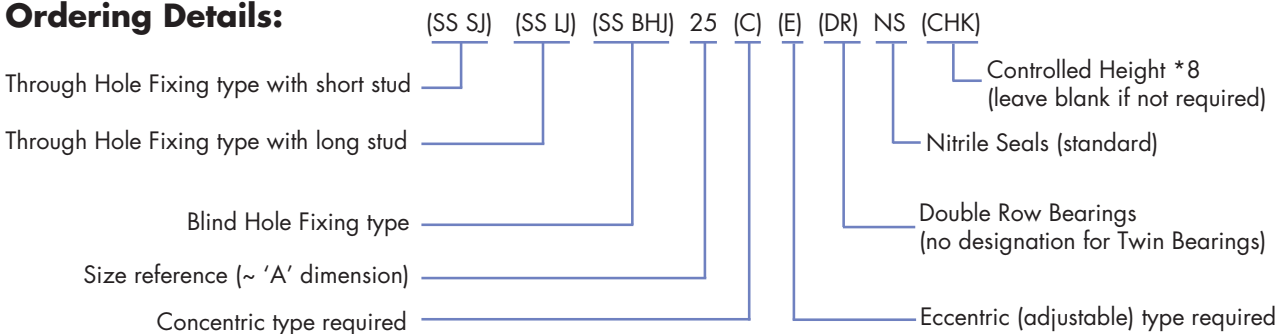 Ordering Details:
(SS SJ) (SS LJ) (SS BHJ) 25 (C) (E) (DR) NS (CHK)
Through Hole Fixing type with short stud
Through Hole Fixing type with long stud
Blind Hole Fixing type
Size reference (~ ‘A’ dimension)
Concentric type required
Controlled Height *8
(leave blank if not required)
Nitrile Seals (standard)
Double Row Bearings
(no designation for Twin Bearings)
Eccentric (adjustable) type required